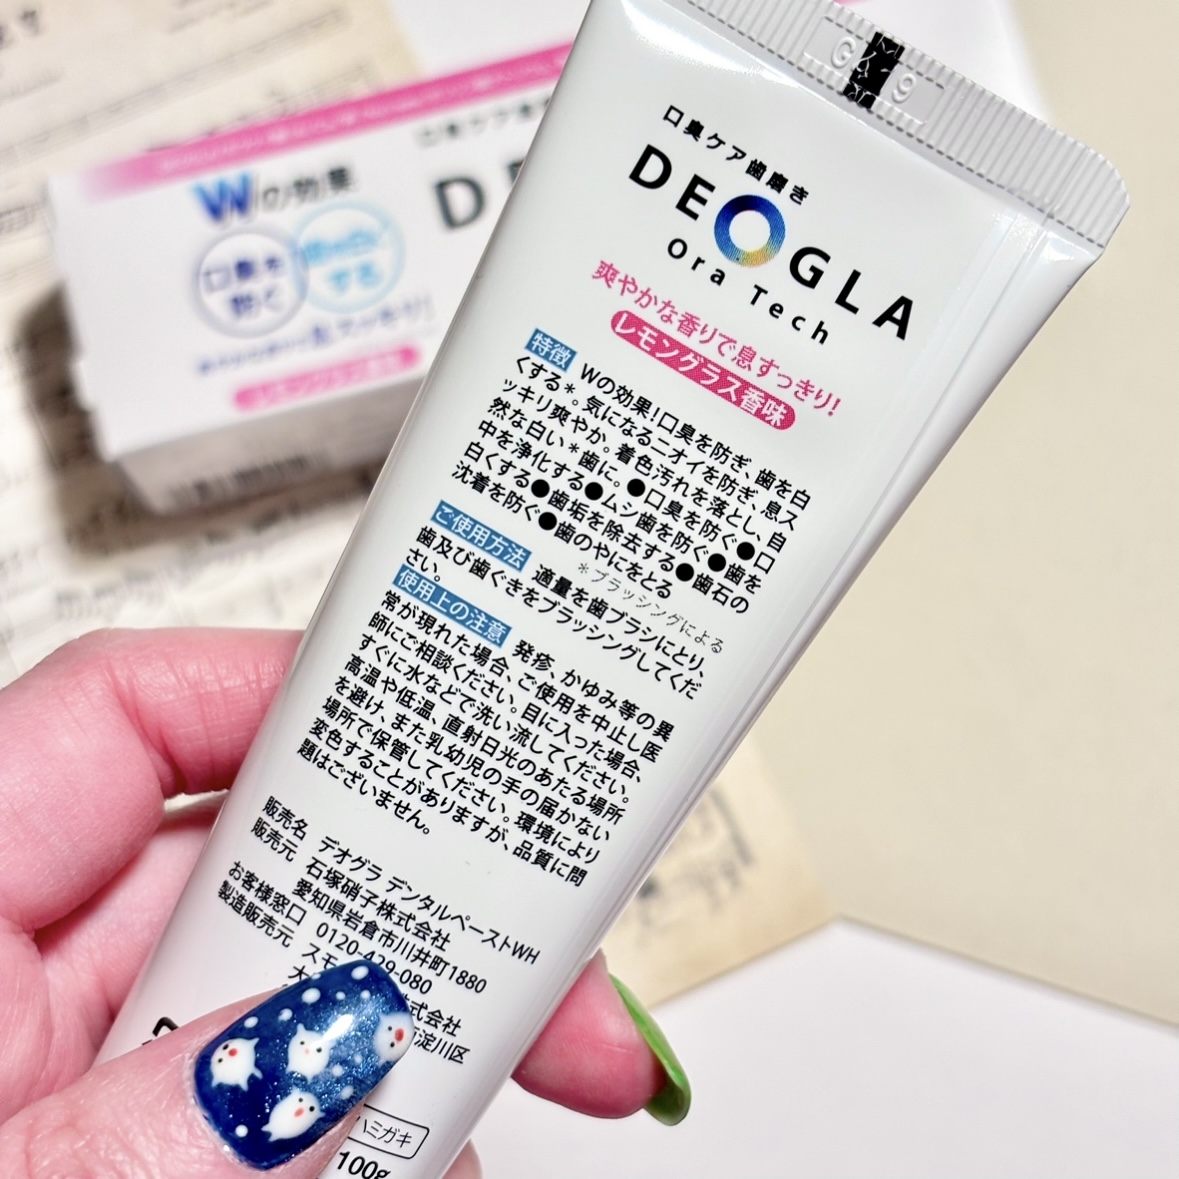 口臭ケア歯磨き
DEOGLA
Ora Tech
爽やかな香りで息すっきり!
レモングラス香味
特徴 Wの効果!口臭を防ぎ、歯を白
くする*。気になるニオイを防ぎ、息ス
ッキリ爽やか。着色汚れを落とし、自
然な白い*歯に。●口臭を防ぐ●口
中を浄化する●ムシ歯を防ぐ●歯を
白くする●歯垢を除去する●歯石の
沈着を防ぐ●歯のやにをとる
*ブラッシングによる
ご使用方法 適量を歯ブラシにとり、
歯及び歯ぐきをブラッシングしてくだ
さい。
使用上の注意 発疹、かゆみ等の異
常が現れた場合、ご使用を中止し医
師にご相談ください。目に入った場合、
すぐに水などで洗い流してください。
高温や低温、直射日光のあたる場所
を避け、また乳幼児の手の届かない
場所で保管してください。環境により
変色することがありますが、品質に問
題はございません。
販売名 デオグラ デンタルペーストWH
販売元 石塚硝子株式会社
愛知県岩倉市川井町1880
お客様窓口 0120-429-080
製造販売元 スモ 株式会社
大 淀川区
ハミガキ
100g
Wの効果
口臭を
防ぐ
する
D